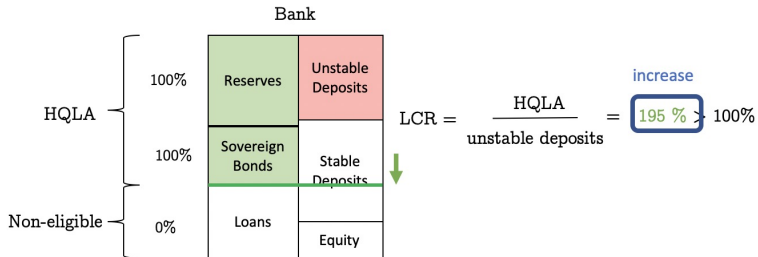 Bank
100%
Reserves
Unstable
Deposits
increase
HQLA
LCR =
HQLA
unstable deposits
= 195 % > 100%
100%
Sovereign
Bonds
Stable
Deposits
Non-eligible
0%
Loans
Equity